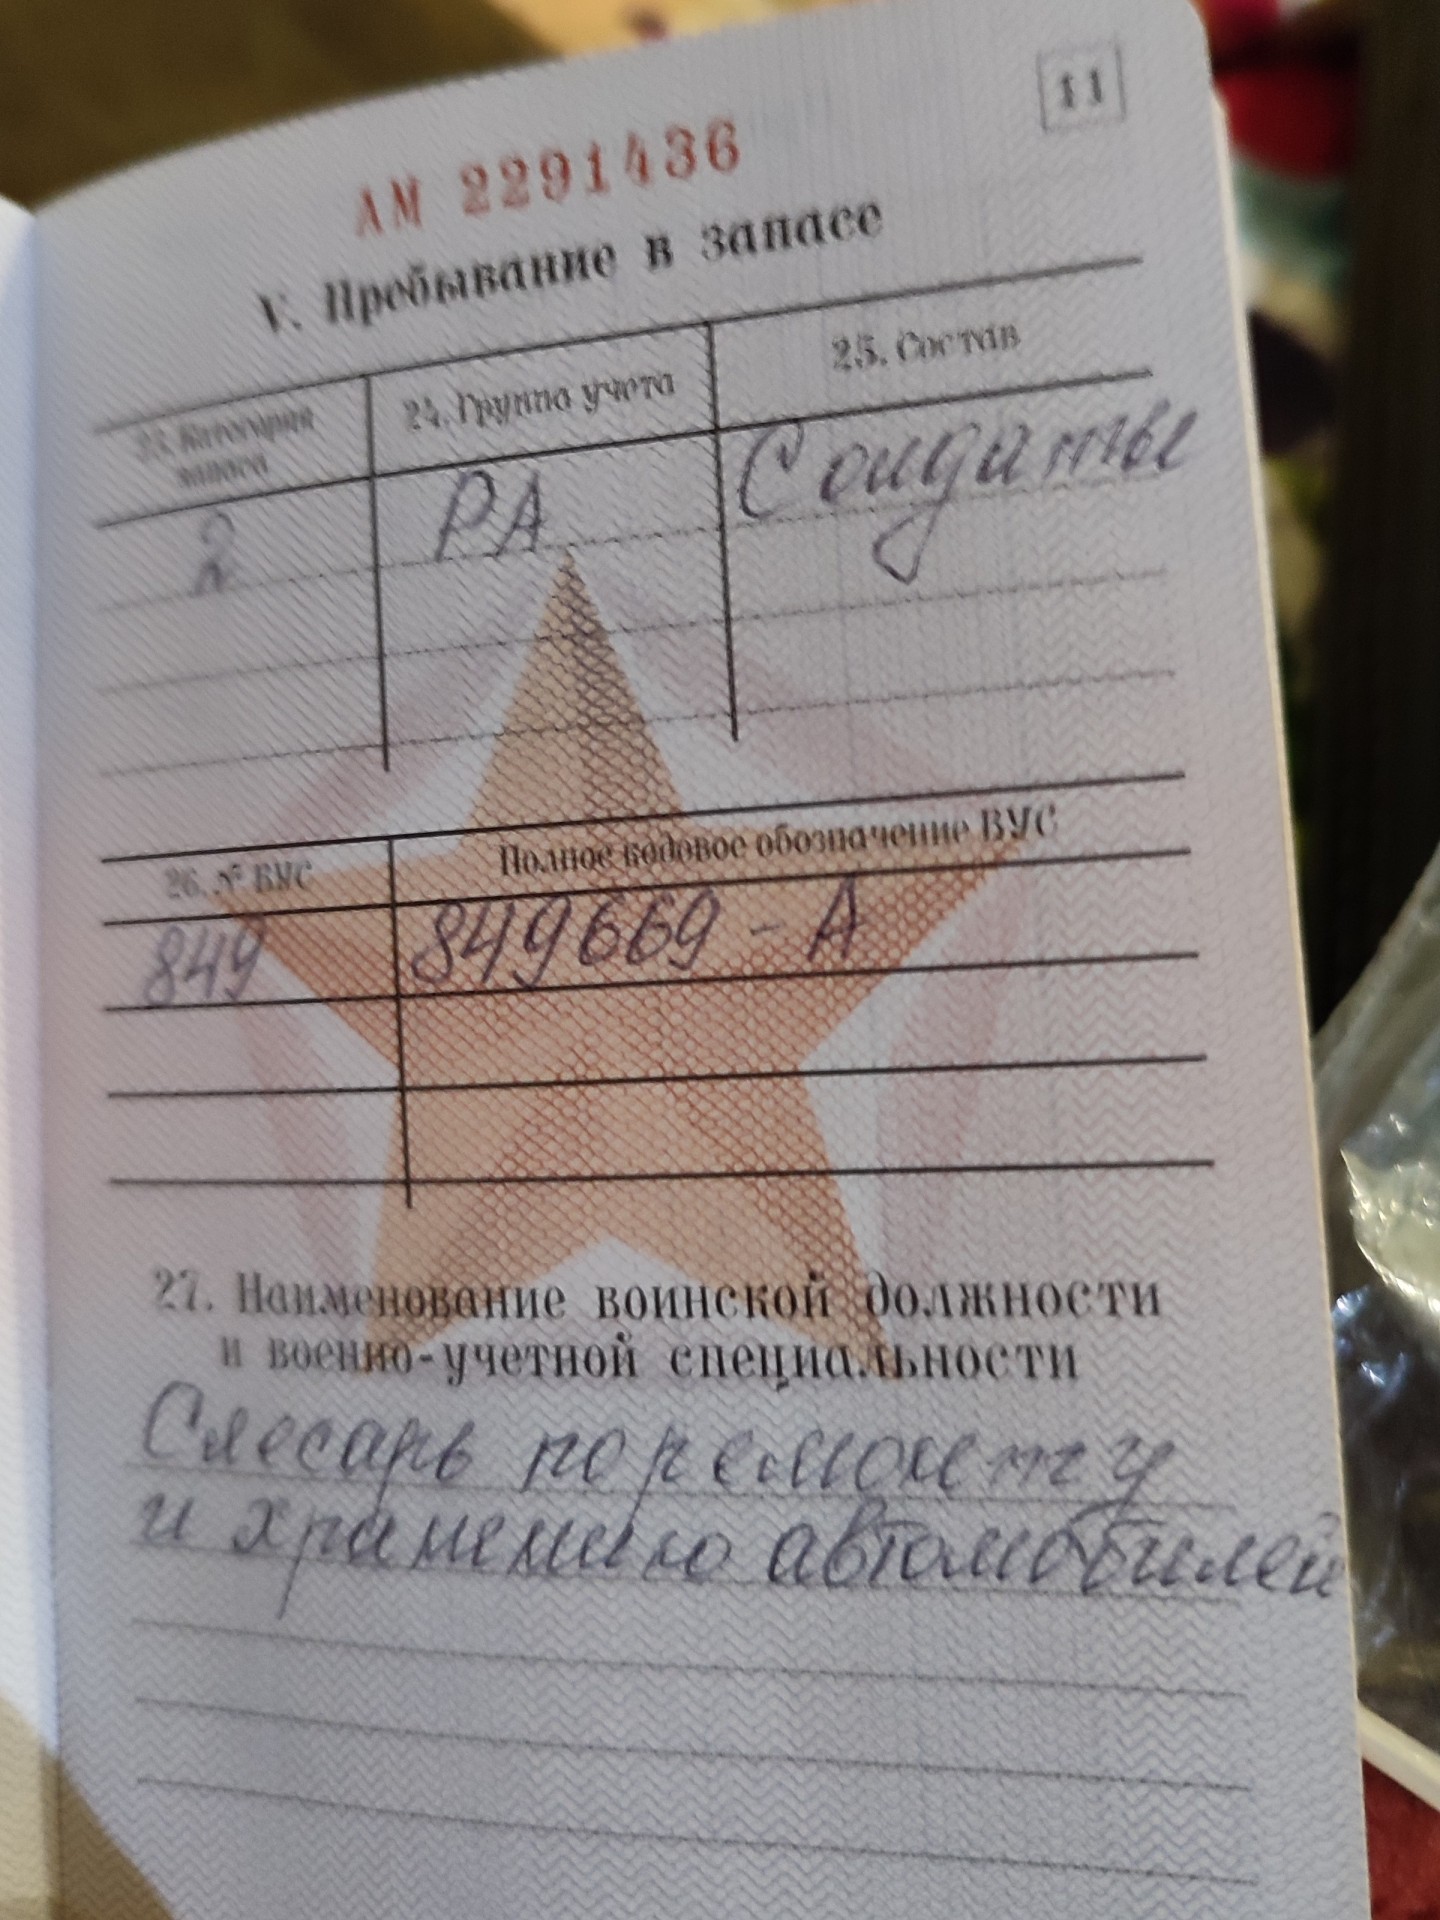 11
АМ 2291436
V. Пребывание в запасе
23. Категория запаса
24. Группа учета
25. Состав
2
РА
Солдаты
26. № ВУС
Полное кодовое обозначение ВУС
849
849669 - А
27. Наименование воинской должности
и военно-учетной специальности
Слесарь по ремонту
и хранению автомобилей